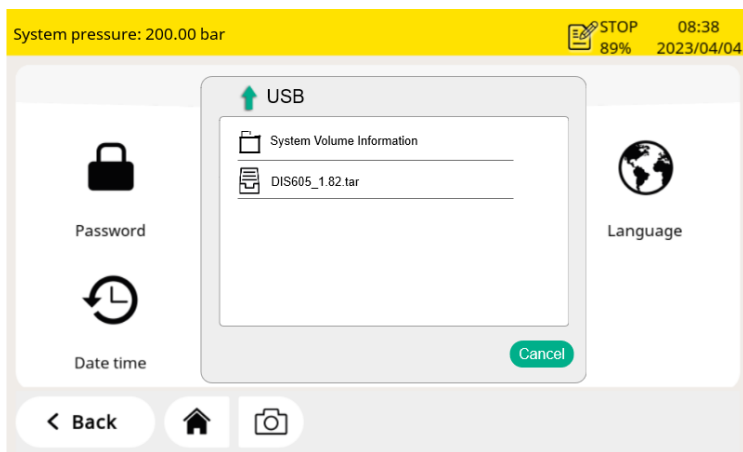 System pressure: 200.00 bar
STOP
89%
08:38
2023/04/04
USB
System Volume Information
DIS605_1.82.tar
Password
Language
Date time
Cancel
Back